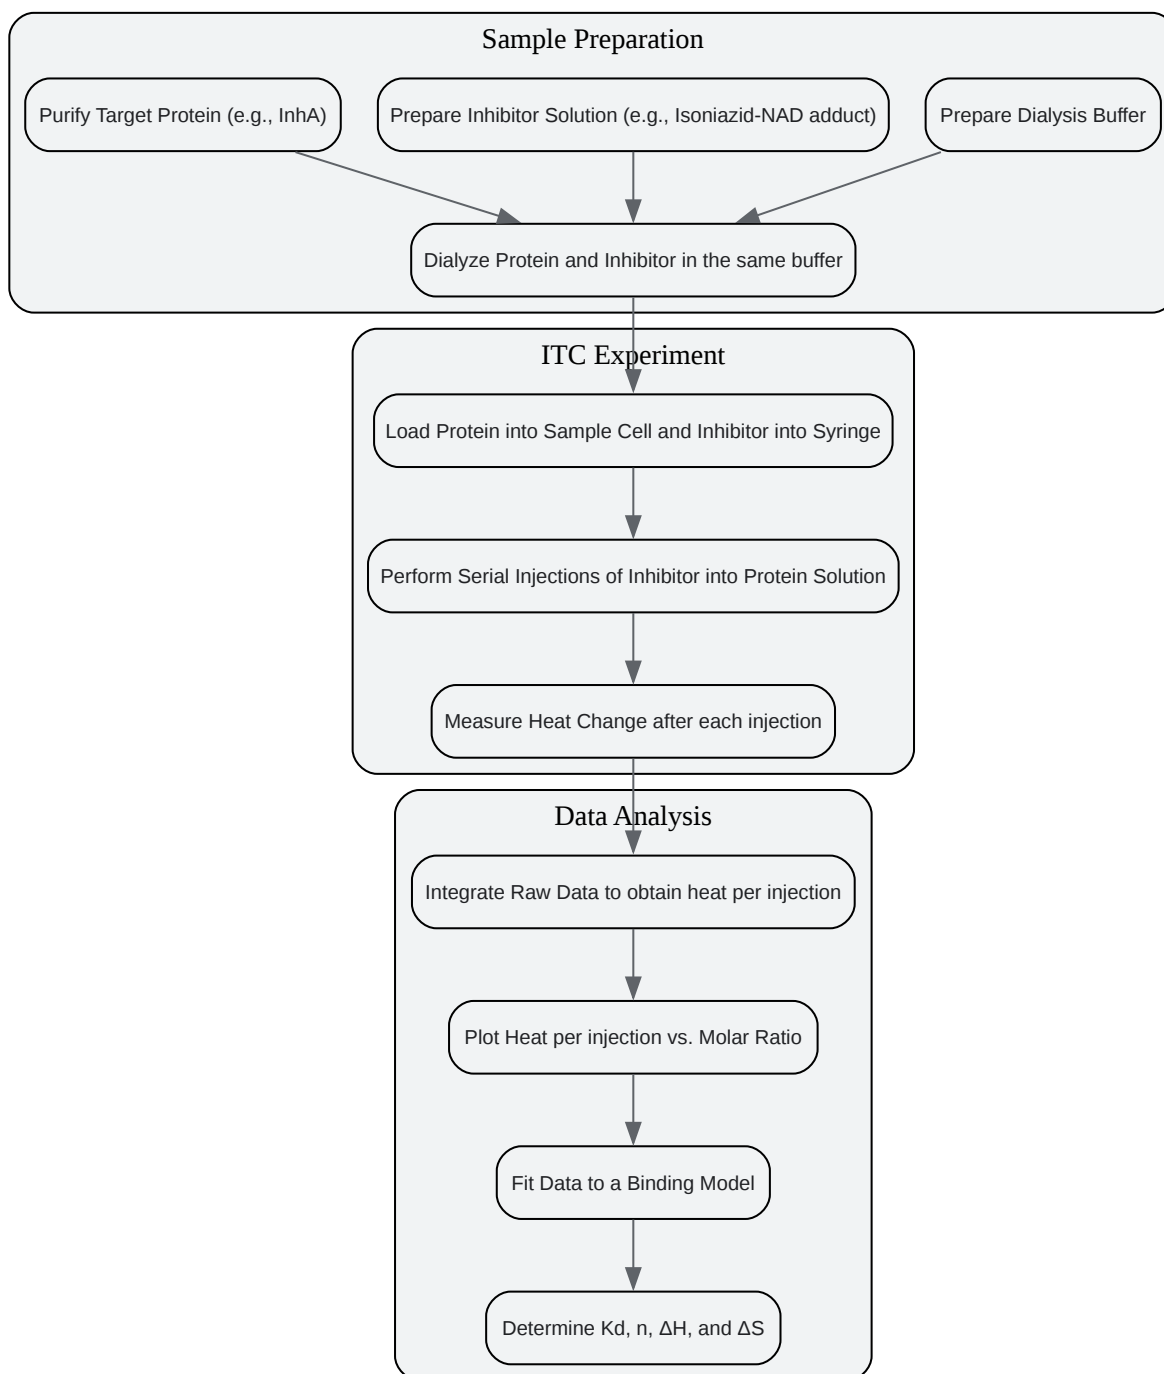 Sample Preparation
Purify Target Protein (e.g., InhA)
Prepare Inhibitor Solution (e.g., Isoniazid-NAD adduct)
Prepare Dialysis Buffer
Dialyze Protein and Inhibitor in the same buffer
ITC Experiment
Load Protein into Sample Cell and Inhibitor into Syringe
Perform Serial Injections of Inhibitor into Protein Solution
Measure Heat Change after each injection
Data Analysis
Integrate Raw Data to obtain heat per injection
Plot Heat per injection vs. Molar Ratio
Fit Data to a Binding Model
Determine Kd, n, ΔH, and ΔS